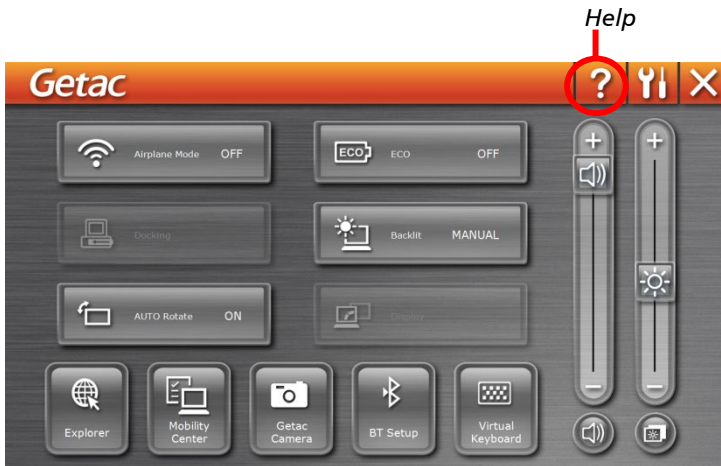 Help
Getac
?
Airplane Mode OFF
ECO ECO OFF
Docking
Backlit MANUAL
AUTO Rotate ON
Display
Explorer
Mobility
Center
Getac
Camera
BT Setup
Virtual
Keyboard